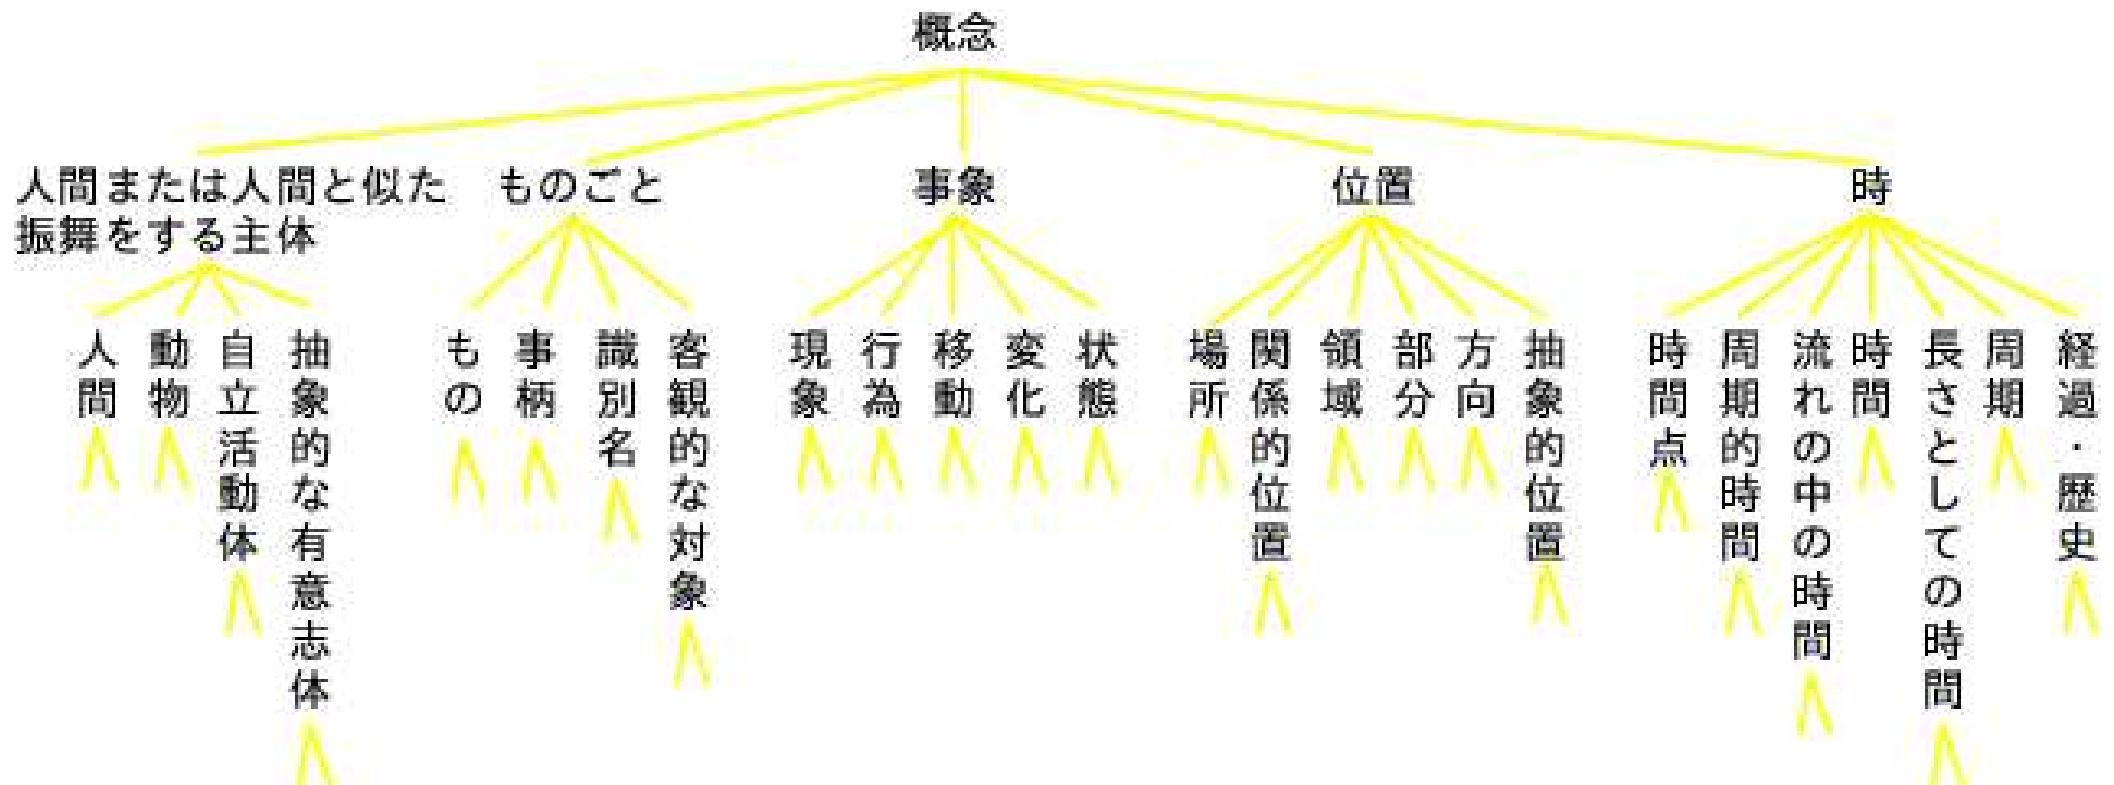 概念
人間または人間と似た
振舞をする主体
ものごと
事象
位置
時
人間
動物
自立活動体
抽象的な有意志体
もの
事柄
識別名
客観的な対象
現象
行為
移動
変化
状態
場所
関係的位置
領域
部分
方向
抽象的位置
時間点
周期的時間
流れの中の時間
時間
長さとしての時間
周期
経過・歴史